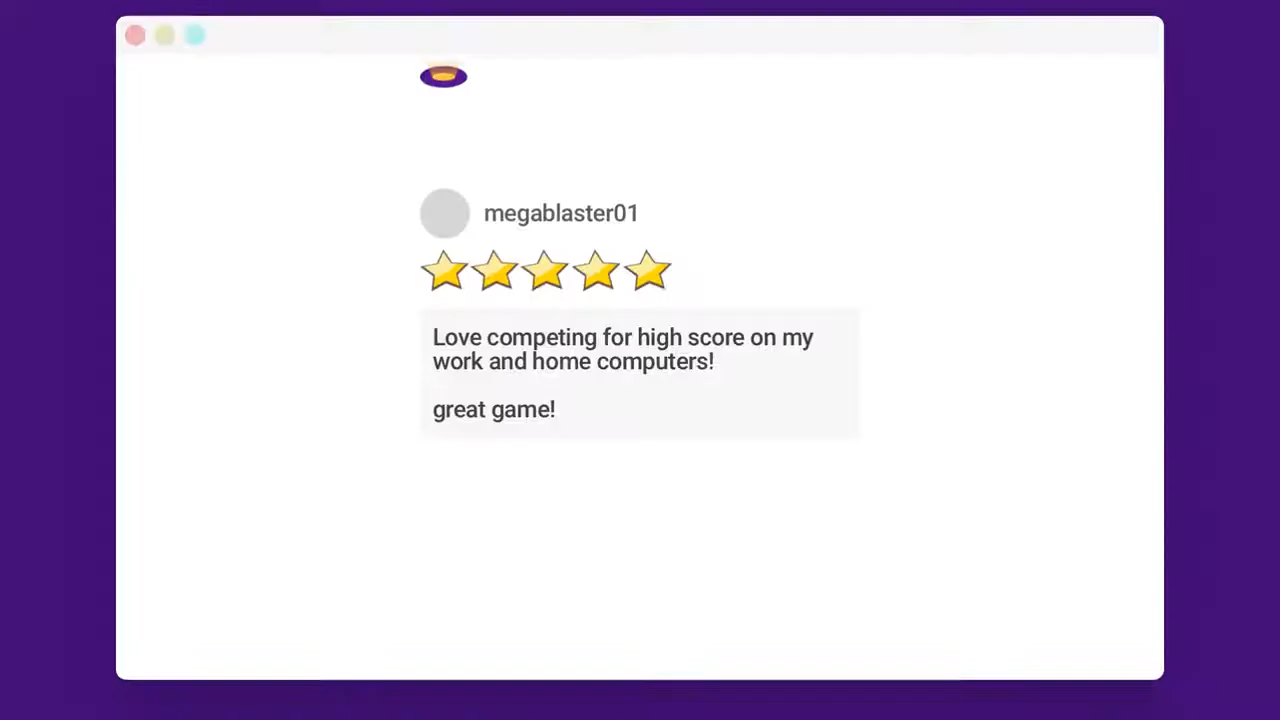 megablaster01
Love competing for high score on my
work and home computers!
great game!